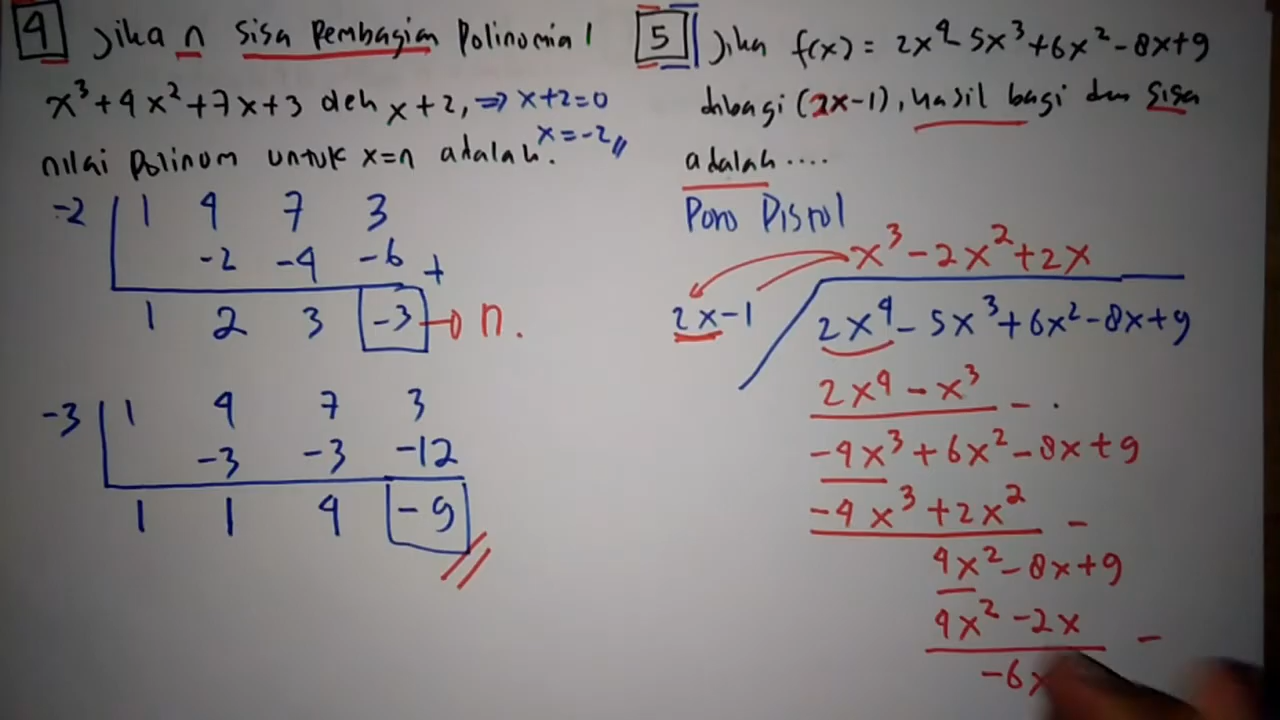 4 Jika n sisa Pembagian Polinomial
x³ + 4x² + 7x + 3 oleh x + 2, ⇒ x + 2 = 0
x = -2 //
nilai Polinom untuk x = n adalah.
-2 | 1 4 7 3
-2 -4 -6 +
1 2 3 -3 → n.
-3 | 1 4 7 3
-3 -3 -12
1 1 4 -9 //
5 Jika f(x) = 2x⁴ - 5x³ + 6x² - 8x + 9
dibagi (2x - 1), Hasil bagi dan sisa
adalah ....
Poro Pistol
x³ - 2x² + 2x
2x - 1 2x⁴ - 5x³ + 6x² - 8x + 9
2x⁴ - x³ -
-4x³ + 6x² - 8x + 9
-4x³ + 2x² -
4x² - 8x + 9
4x² - 2x -
-6x